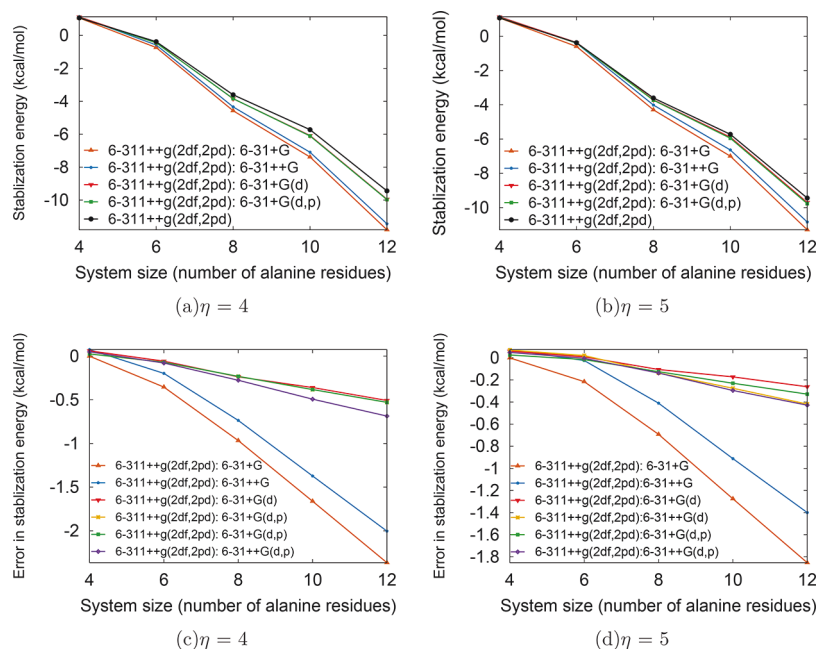 Stablization energy (kcal/mol)
0
-2
-4
-6
-8
-10
6-311++g(2df,2pd): 6-31+G
6-311++g(2df,2pd): 6-31++G
6-311++g(2df,2pd): 6-31+G(d)
6-311++g(2df,2pd): 6-31+G(d,p)
6-311++g(2df,2pd)
4 6 8 10 12
System size (number of alanine residues)
(a)η = 4
Stablization energy (kcal/mol)
0
-2
-4
-6
-8
-10
6-311++g(2df,2pd): 6-31+G
6-311++g(2df,2pd): 6-31++G
6-311++g(2df,2pd): 6-31+G(d)
6-311++g(2df,2pd): 6-31+G(d,p)
6-311++g(2df,2pd)
4 6 8 10 12
System size (number of alanine residues)
(b)η = 5
Error in stablization energy (kcal/mol)
0
-0.5
-1
-1.5
-2
6-311++g(2df,2pd): 6-31+G
6-311++g(2df,2pd): 6-31++G
6-311++g(2df,2pd): 6-31+G(d)
6-311++g(2df,2pd): 6-31+G(d,p)
6-311++g(2df,2pd): 6-31+G(d,p)
6-311++g(2df,2pd): 6-31++G(d,p)
4 6 8 10 12
System size (number of alanine residues)
(c)η = 4
Error in stablization energy (kcal/mol)
0
-0.2
-0.4
-0.6
-0.8
-1
-1.2
-1.4
-1.6
-1.8
6-311++g(2df,2pd): 6-31+G
6-311++g(2df,2pd):6-31++G
6-311++g(2df,2pd):6-31+G(d)
6-311++g(2df,2pd):6-31++G(d)
6-311++g(2df,2pd):6-31+G(d,p)
6-311++g(2df,2pd):6-31++G(d,p)
4 6 8 10 12
System size (number of alanine residues)
(d)η = 5